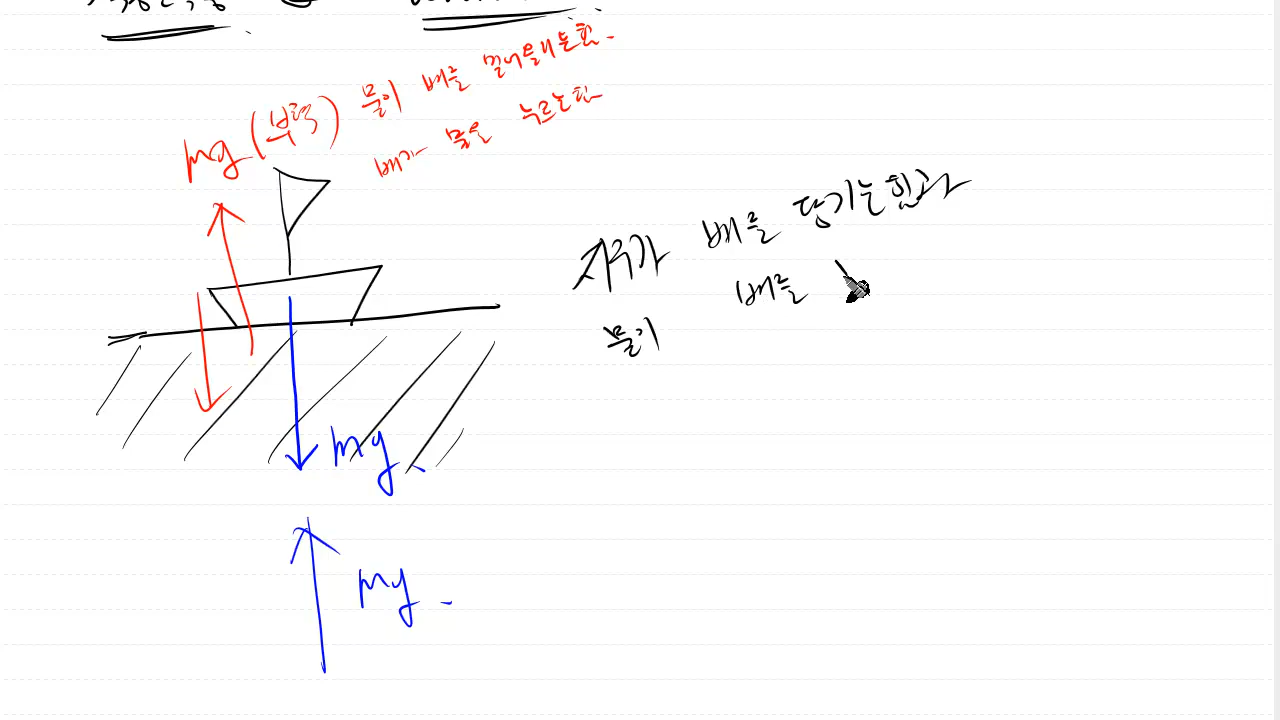 mg (부력) 물이 배를 밀어올리는힘.
배가 물을 누르는힘
지구가 배를 당기는힘과
물이 배를
mg.
mg.